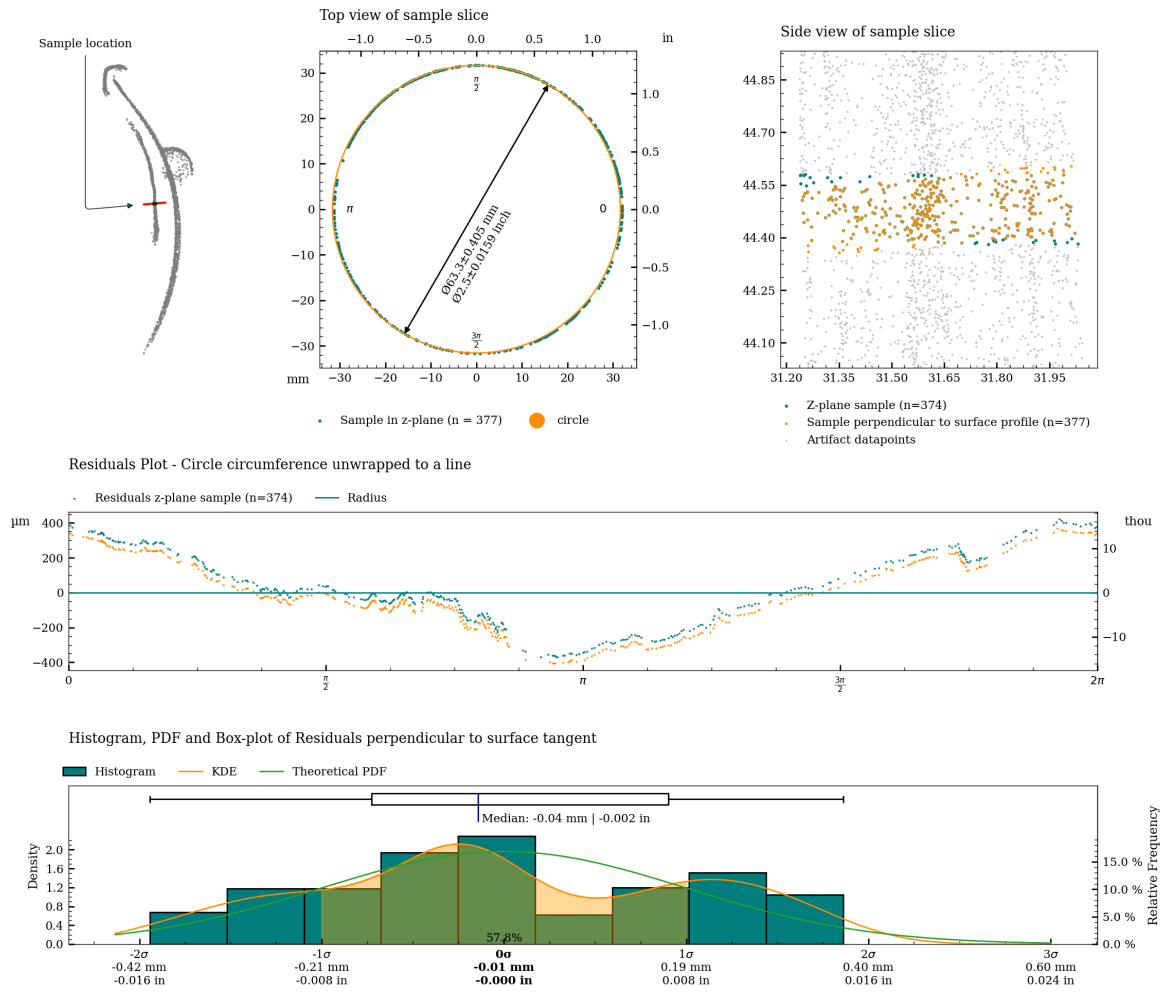 Sample location
Top view of sample slice
−1.0 −0.5 0.0 0.5 1.0 in
30
20
10
0
−10
−20
−30
mm
−30 −20 −10 0 10 20 30
1.0
0.5
0.0
−0.5
−1.0
π/2
π
0
3π/2
Ø63.3±0.405 mm
Ø2.5±0.0159 inch
Sample in z-plane (n = 377)
circle
Side view of sample slice
44.85
44.70
44.55
44.40
44.25
44.10
31.20 31.35 31.50 31.65 31.80 31.95
Z-plane sample (n=374)
Sample perpendicular to surface profile (n=377)
Artifact datapoints
Residuals Plot - Circle circumference unwrapped to a line
Residuals z-plane sample (n=374)
Radius
µm
400
200
0
−200
−400
thou
10
0
−10
0 π/2 π 3π/2 2π
Histogram, PDF and Box-plot of Residuals perpendicular to surface tangent
Histogram
KDE
Theoretical PDF
Median: -0.04 mm | -0.002 in
Density
2.0
1.6
1.2
0.8
0.4
0.0
57.8%
Relative Frequency
15.0 %
10.0 %
5.0 %
0.0 %
-2σ -1σ 0σ 1σ 2σ 3σ
-0.42 mm -0.21 mm -0.01 mm 0.19 mm 0.40 mm 0.60 mm
-0.016 in -0.008 in -0.000 in 0.008 in 0.016 in 0.024 in